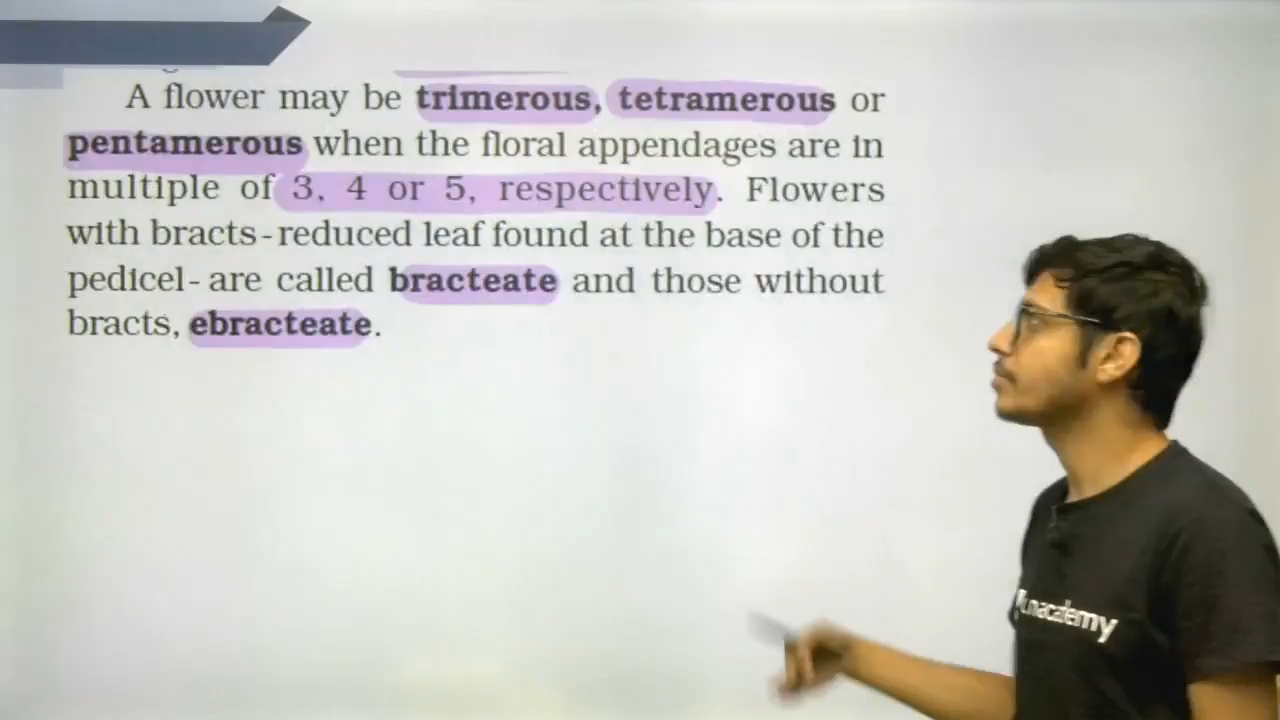 A flower may be trimerous, tetramerous or
pentamerous when the floral appendages are in
multiple of 3, 4 or 5, respectively. Flowers
with bracts-reduced leaf found at the base of the
pedicel- are called bracteate and those without
bracts, ebracteate.
unacademy